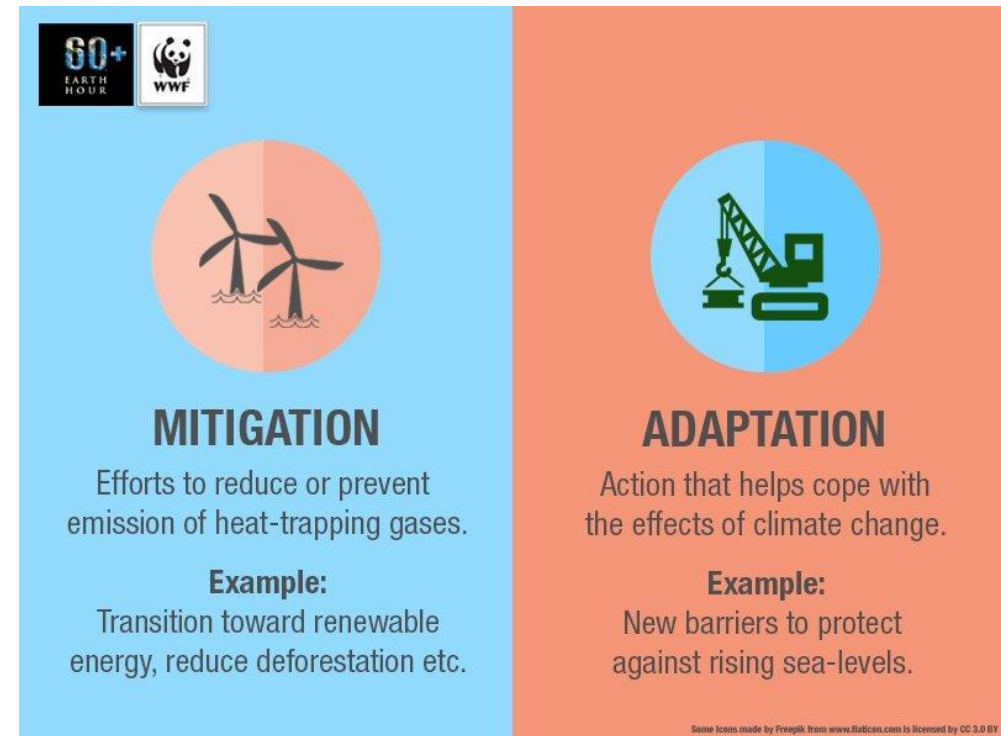 60+
EARTH
HOUR
WWF
MITIGATION
Efforts to reduce or prevent
emission of heat-trapping gases.
Example:
Transition toward renewable
energy, reduce deforestation etc.
ADAPTATION
Action that helps cope with
the effects of climate change.
Example:
New barriers to protect
against rising sea-levels.
Some icons made by Freepik from www.flaticon.com is licensed by CC 3.0 BY